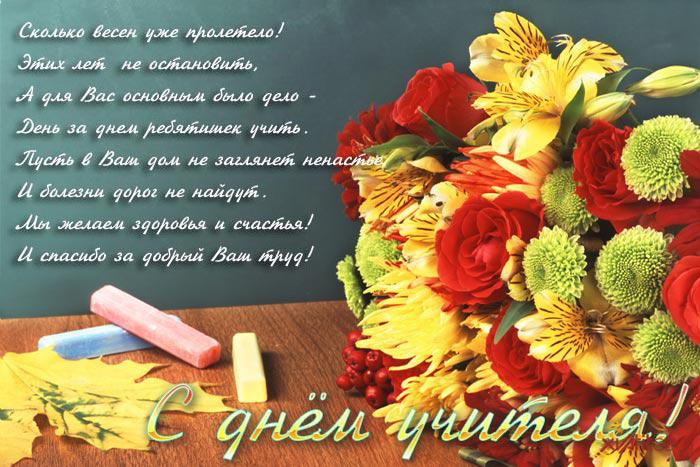 Сколько весен уже пролетело!
Этих лет не остановить,
А для Вас основным было дело -
День за днем ребятишек учить.
Пусть в Ваш дом не заглянет ненастье,
И болезни дорог не найдут.
Мы желаем здоровья и счастья!
И спасибо за добрый Ваш труд!
С днём учителя!